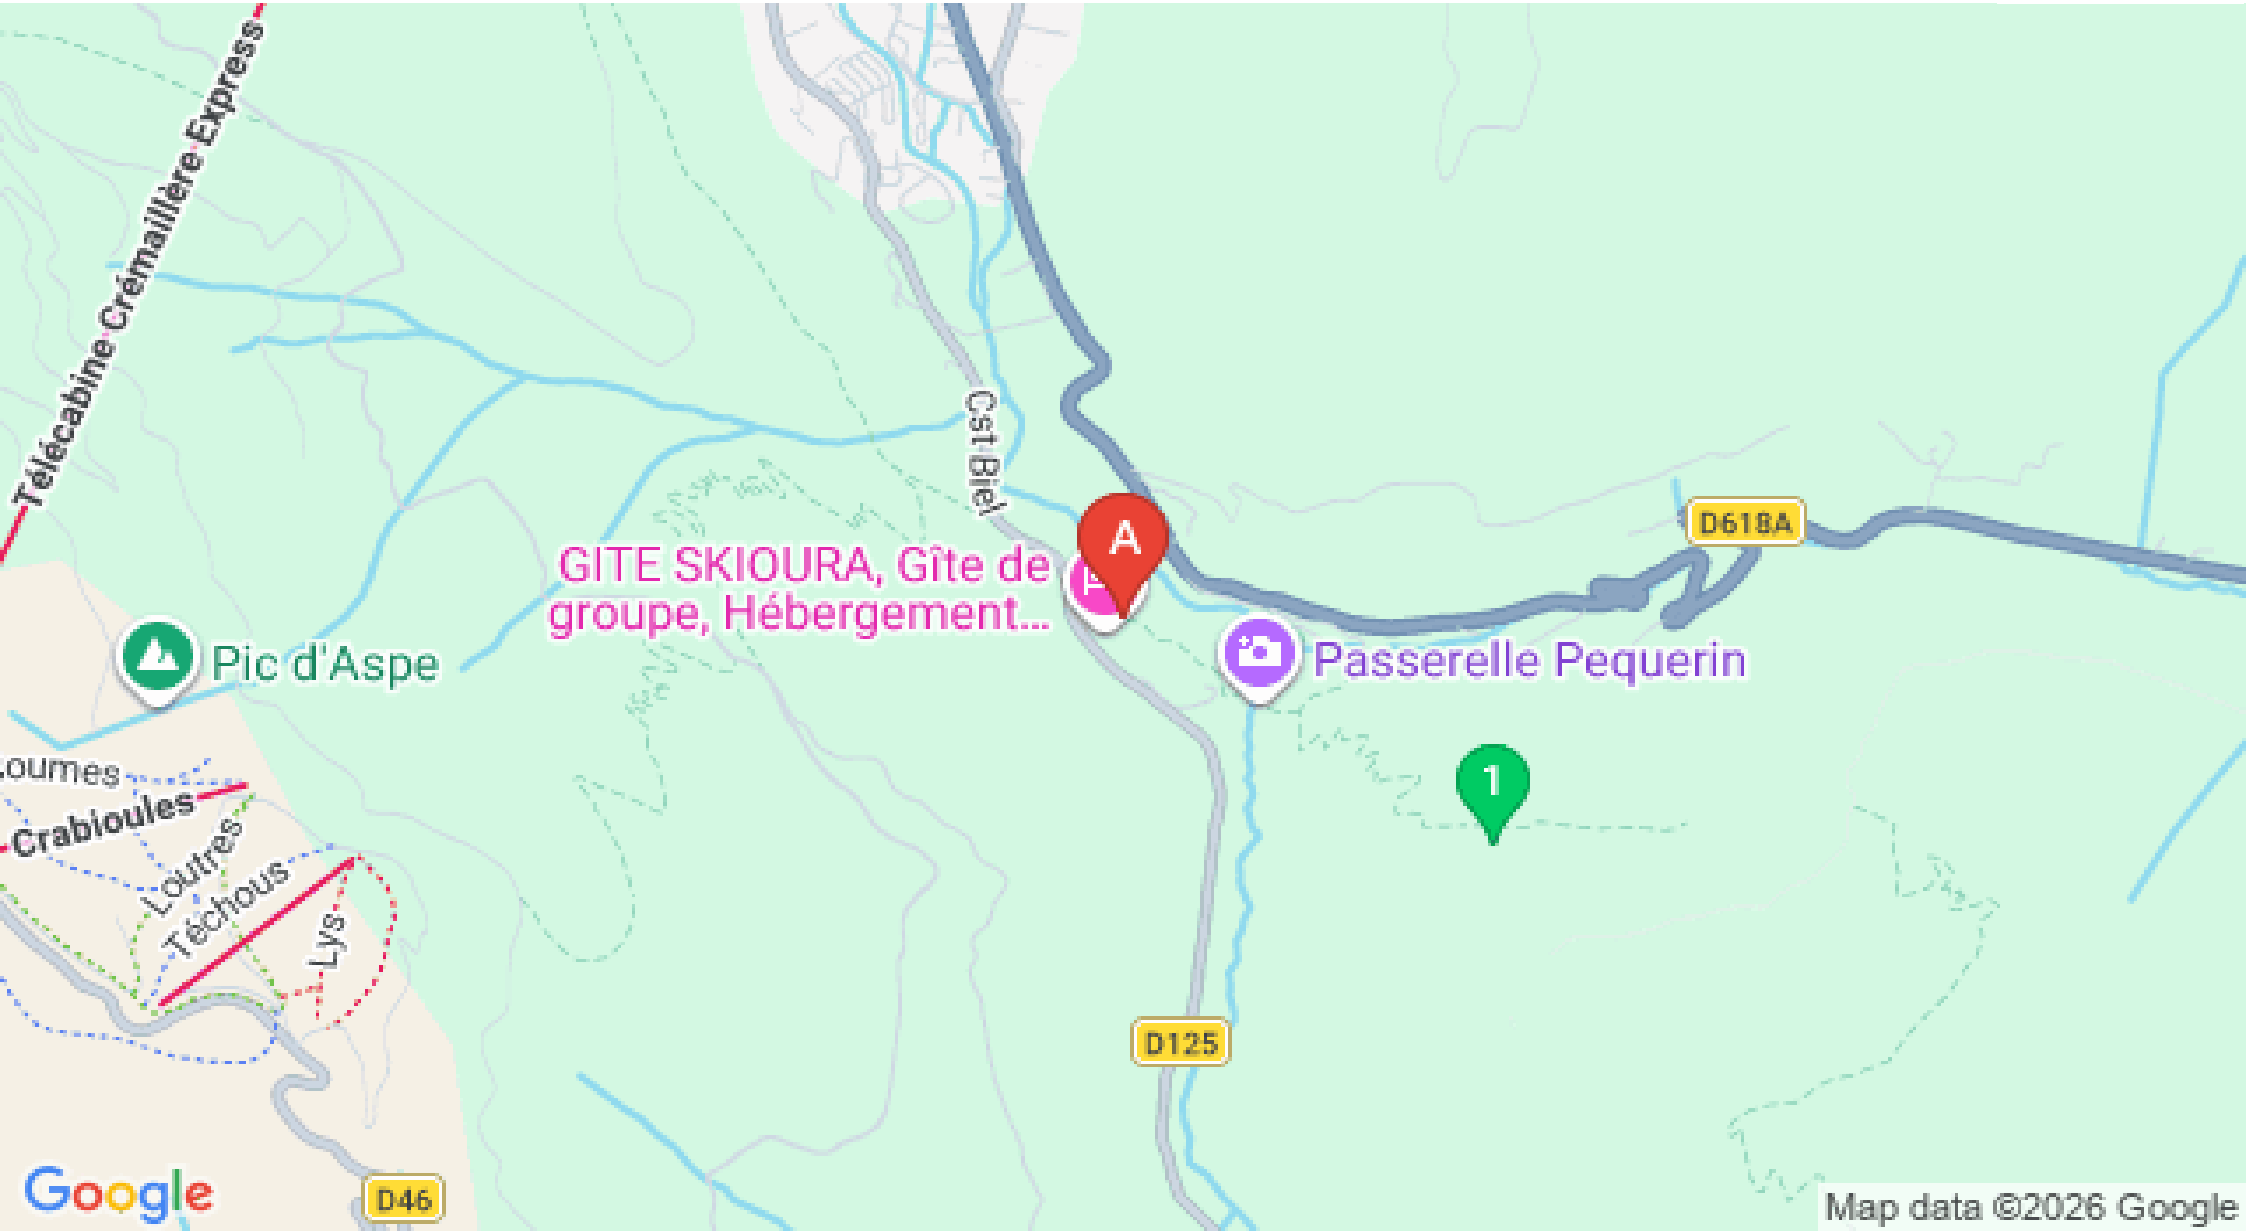 Télécabine Crémaillère Express
Cst Biel
D618A
A
GITE SKIOURA, Gîte de
groupe, Hébergement...
Pic d'Aspe
Passerelle Pequerin
1
oumes
Crabioules
Loutres
Téchous
Lys
D125
D46
Google
Map data ©2026 Google